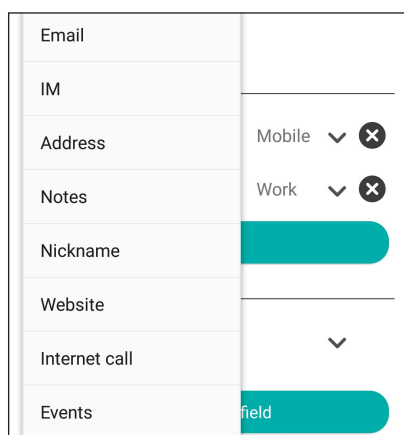 Email
IM
Address
Mobile
Notes
Work
Nickname
Website
Internet call
Events
field